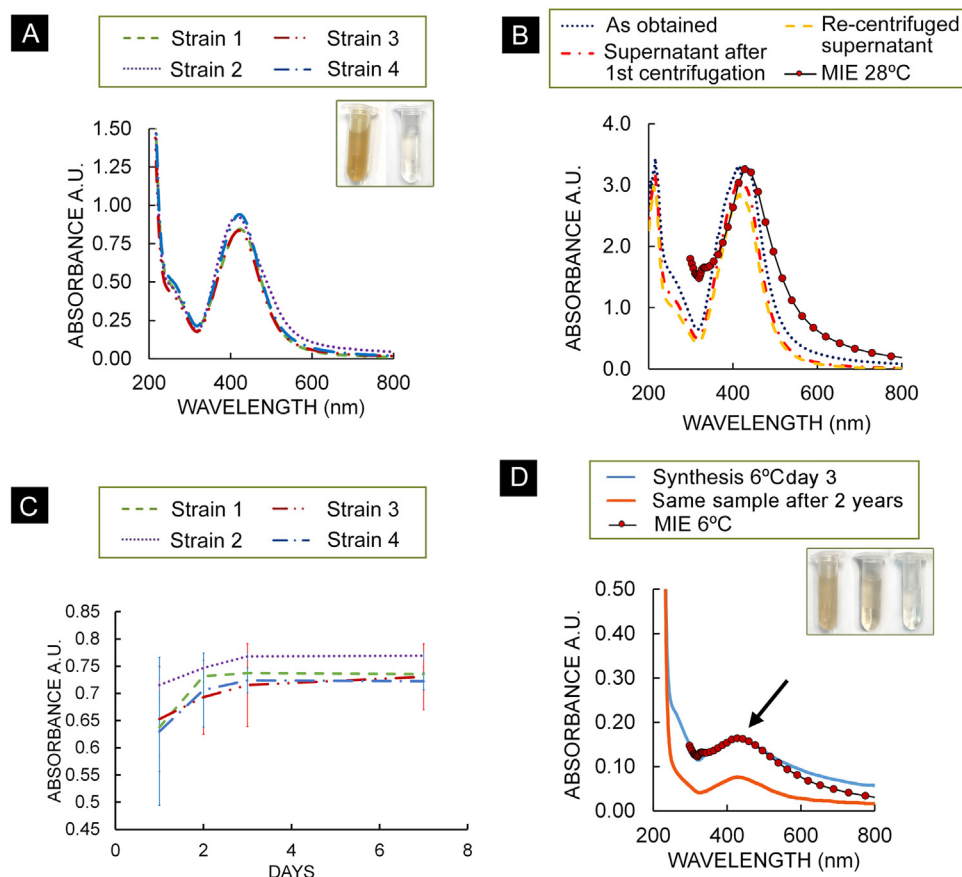 A
Strain 1
Strain 3
Strain 2
Strain 4
ABSORBANCE A.U.
1.50
1.25
1.00
0.75
0.50
0.25
0.00
200 400 600 800
WAVELENGTH (nm)
B
As obtained
Re-centrifuged
supernatant
Supernatant after
1st centrifugation
MIE 28ºC
ABSORBANCE A.U.
4.0
3.0
2.0
1.0
0.0
200 300 400 500 600 700 800
WAVELENGTH (nm)
C
Strain 1
Strain 3
Strain 2
Strain 4
ABSORBANCE A.U.
0.85
0.8
0.75
0.7
0.65
0.6
0.55
0.5
0.45
0 2 4 6 8
DAYS
D
Synthesis 6ºCday 3
Same sample after 2 years
MIE 6ºC
ABSORBANCE A.U.
0.50
0.40
0.30
0.20
0.10
0.00
200 400 600 800
WAVELENGTH (nm)